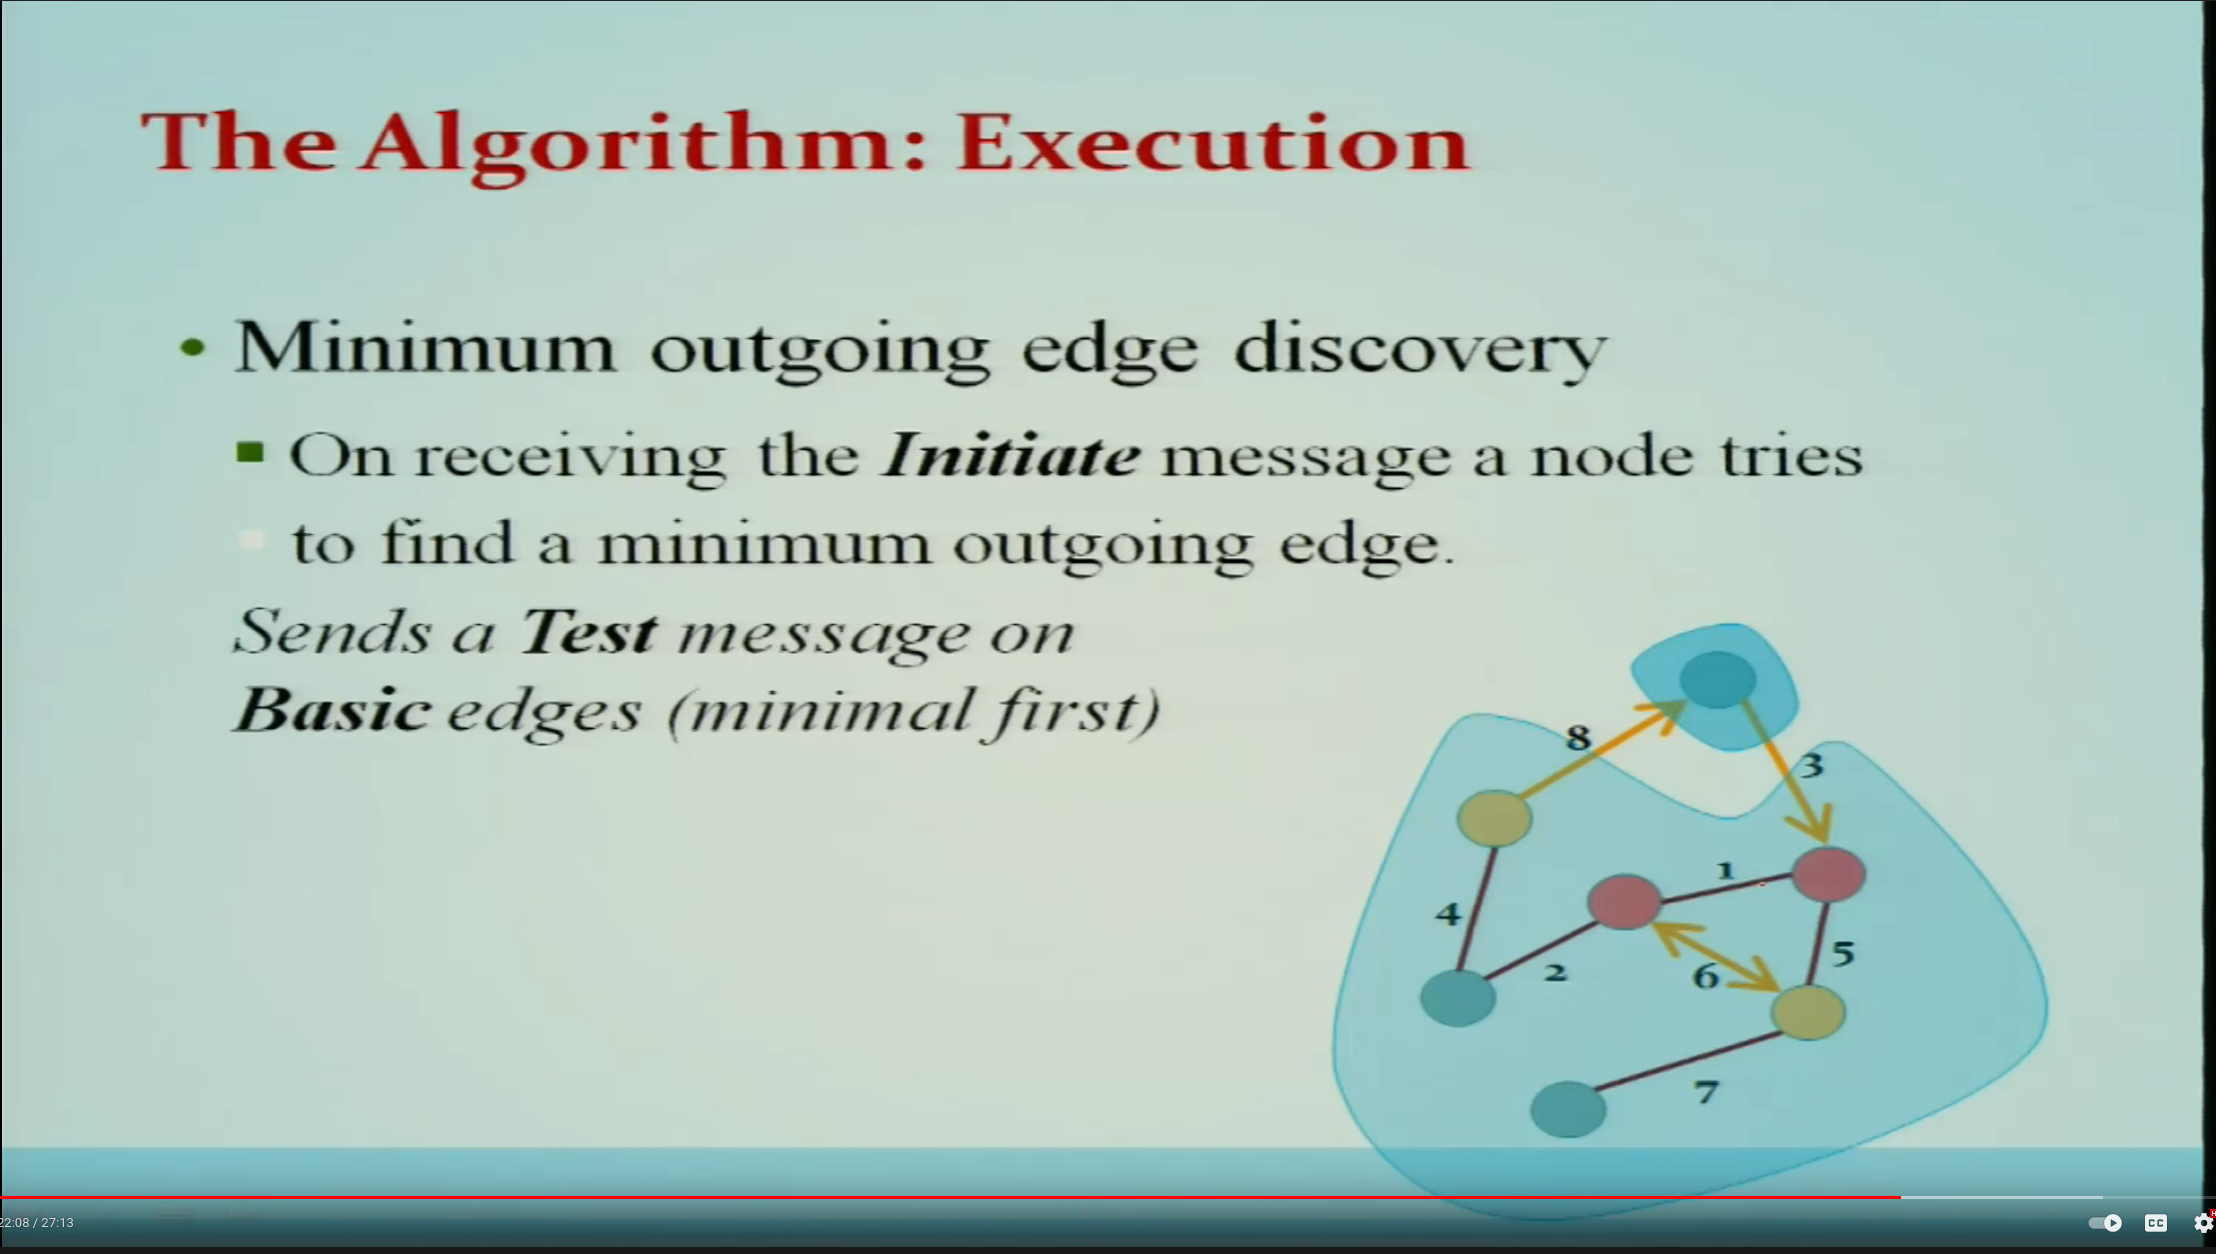 The Algorithm: Execution
• Minimum outgoing edge discovery
On receiving the Initiate message a node tries
to find a minimum outgoing edge.
Sends a Test message on
Basic edges (minimal first)
8
3
1
4
5
2
6
7
22:08 / 27:13
CC